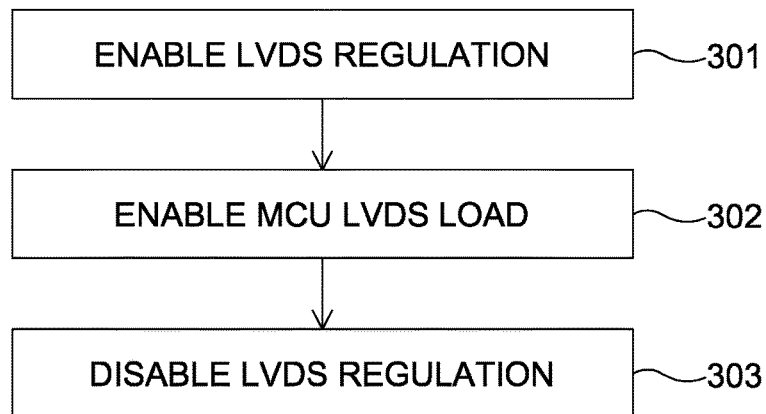 ENABLE LVDS REGULATION 301
ENABLE MCU LVDS LOAD 302
DISABLE LVDS REGULATION 303